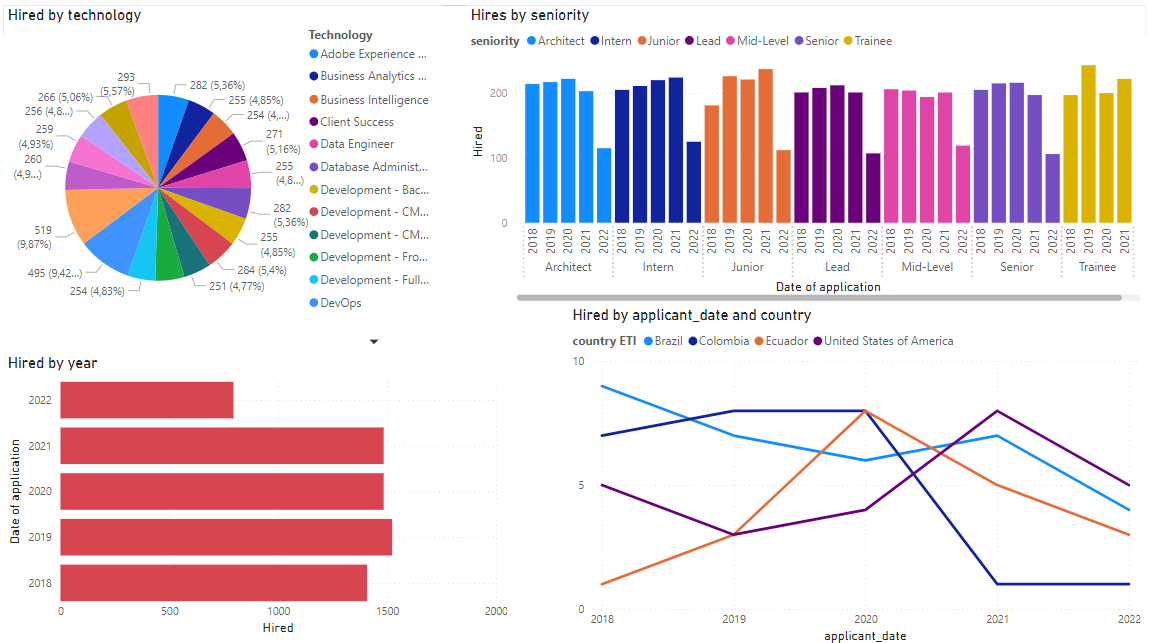 Hired by technology
293
(5,57%)
282 (5,36%)
266 (5,06%)
255 (4,85%)
256 (4,8...)
254 (4,...)
259
(4,93%)
271
(5,16%)
260
(4,9...)
255
(4,8...)
519
(9,87%)
282
(5,36%)
255
(4,85%)
495 (9,42...)
284 (5,4%)
254 (4,83%)
251 (4,77%)
Technology
Adobe Experience ...
Business Analytics ...
Business Intelligence
Client Success
Data Engineer
Database Administ...
Development - Bac...
Development - CM...
Development - CM...
Development - Fro...
Development - Full...
DevOps
Hires by seniority
seniority Architect Intern Junior Lead Mid-Level Senior Trainee
Hired
200
100
0
2018 2019 2020 2021 2022 2018 2019 2020 2021 2022 2018 2019 2020 2021 2022 2018 2019 2020 2021 2022 2018 2019 2020 2021 2022 2018 2019 2020 2021 2022 2018 2019 2020 2021
Architect Intern Junior Lead Mid-Level Senior Trainee
Date of application
Hired by year
Date of application
2022
2021
2020
2019
2018
0 500 1000 1500 2000
Hired
Hired by applicant_date and country
country ETI Brazil Colombia Ecuador United States of America
10
5
0
2018 2019 2020 2021 2022
applicant_date